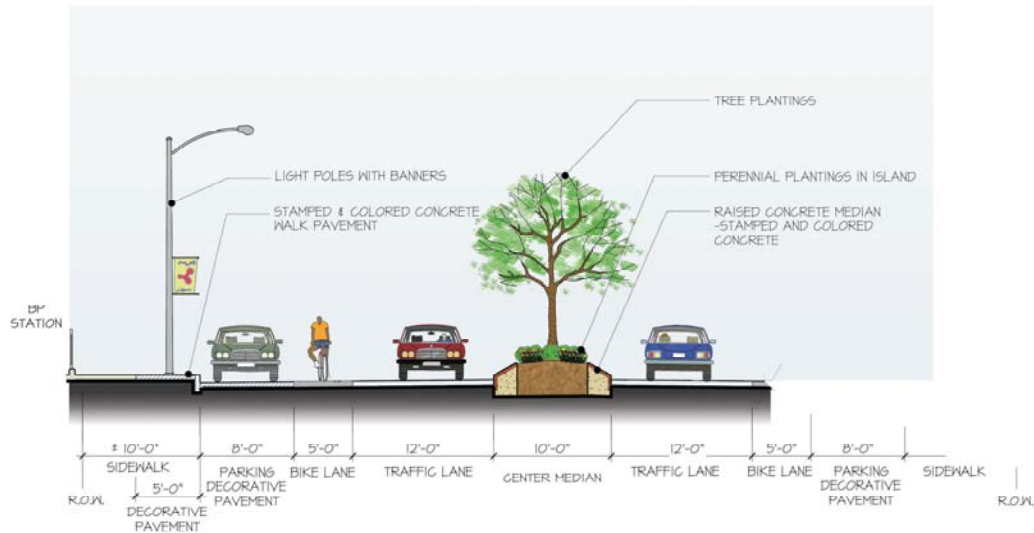 TREE PLANTINGS
LIGHT POLES WITH BANNERS
PERENNIAL PLANTINGS IN ISLAND
STAMPED & COLORED CONCRETE
WALK PAVEMENT
RAISED CONCRETE MEDIAN
-STAMPED AND COLORED
CONCRETE
BP
STATION
± 10'-0" 8'-0" 5'-0" 12'-0" 10'-0" 12'-0" 5'-0" 8'-0"
SIDEWALK PARKING BIKE LANE TRAFFIC LANE CENTER MEDIAN TRAFFIC LANE BIKE LANE PARKING SIDEWALK
DECORATIVE DECORATIVE
PAVEMENT PAVEMENT
R.O.W. 5'-0" R.O.W.
DECORATIVE
PAVEMENT